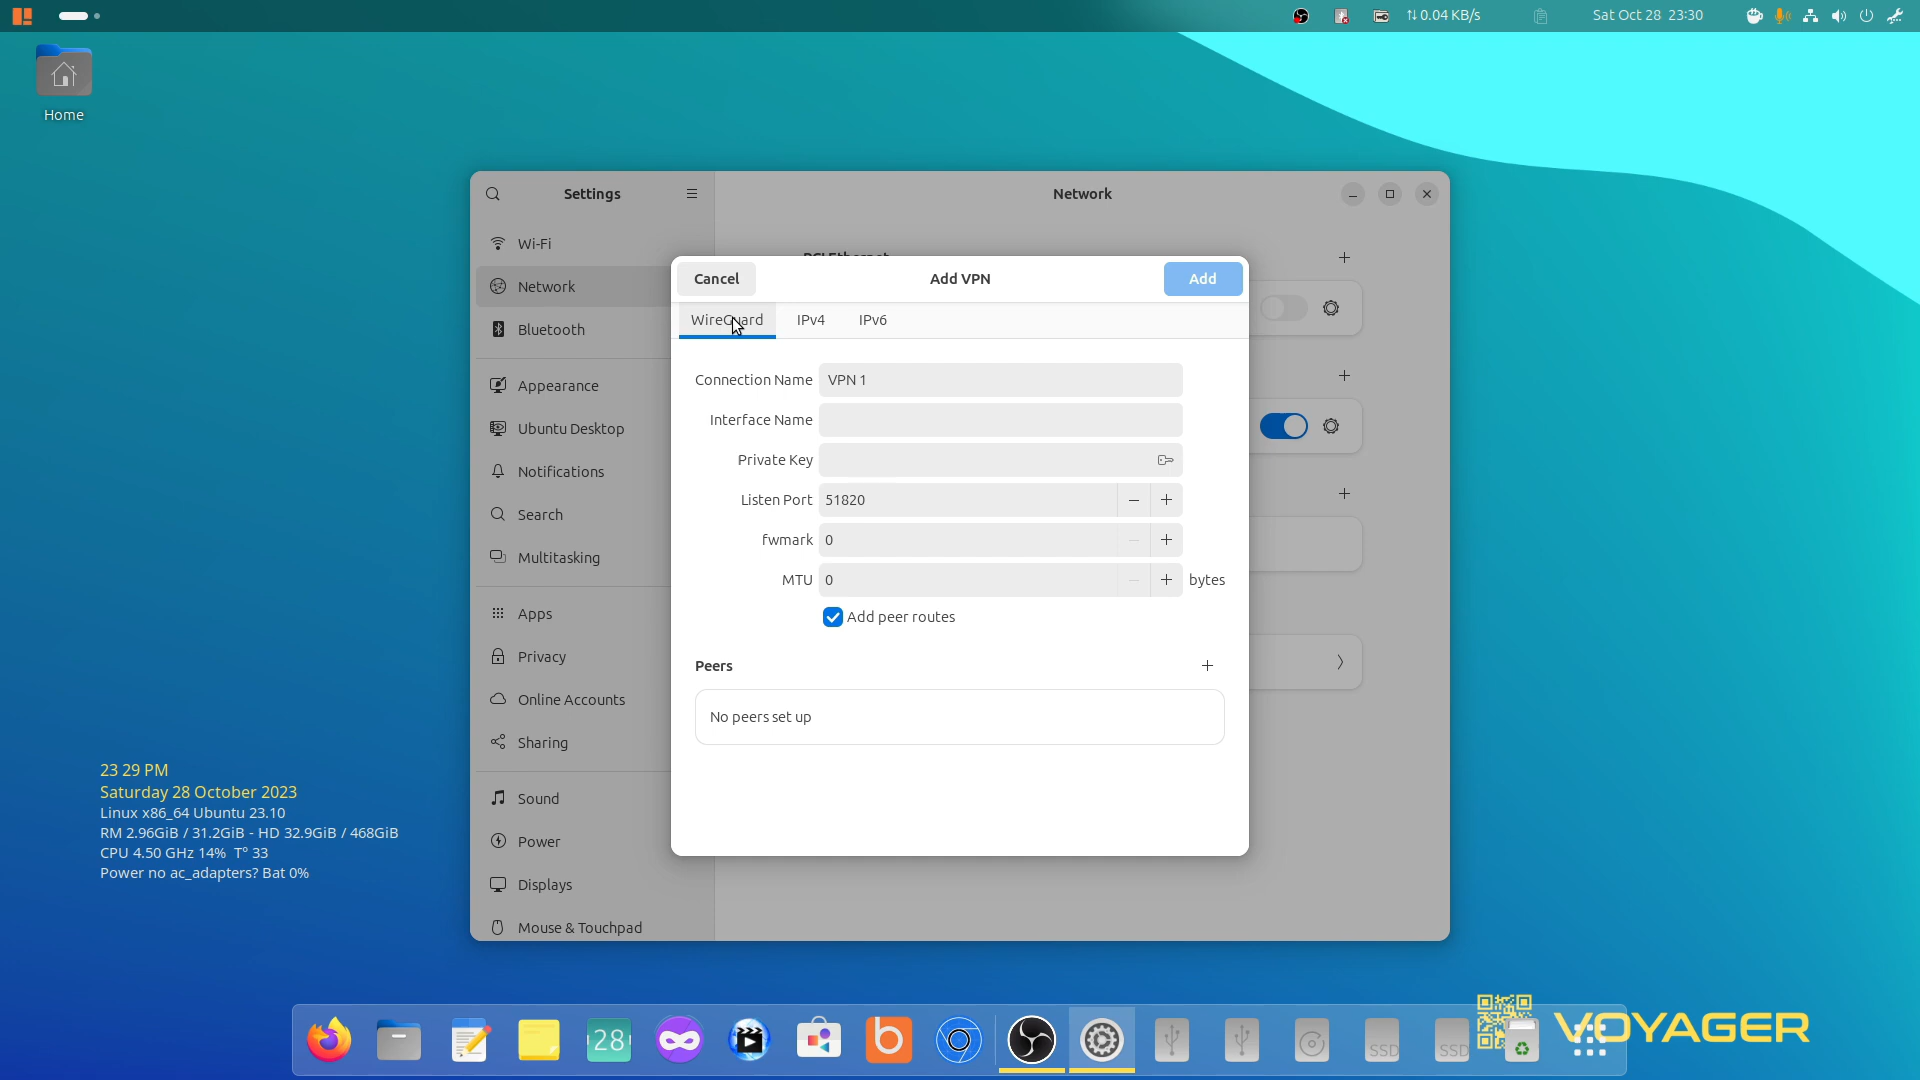 0.04 KB/s
Sat Oct 28 23:30
Home
Settings
Network
Wi-Fi
Network
Bluetooth
Appearance
Ubuntu Desktop
Notifications
Search
Multitasking
Apps
Privacy
Online Accounts
Sharing
Sound
Power
Displays
Mouse & Touchpad
PCI Ethernet
Cancel
Add VPN
Add
WireGuard
IPv4
IPv6
Connection Name VPN 1
Interface Name
Private Key
Listen Port 51820
fwmark 0
MTU 0 bytes
Add peer routes
Peers
No peers set up
23 29 PM
Saturday 28 October 2023
Linux x86_64 Ubuntu 23.10
RM 2.96GiB / 31.2GiB - HD 32.9GiB / 468GiB
CPU 4.50 GHz 14% T° 33
Power no ac_adapters? Bat 0%
28
b
SSD
SSD
VOYAGER